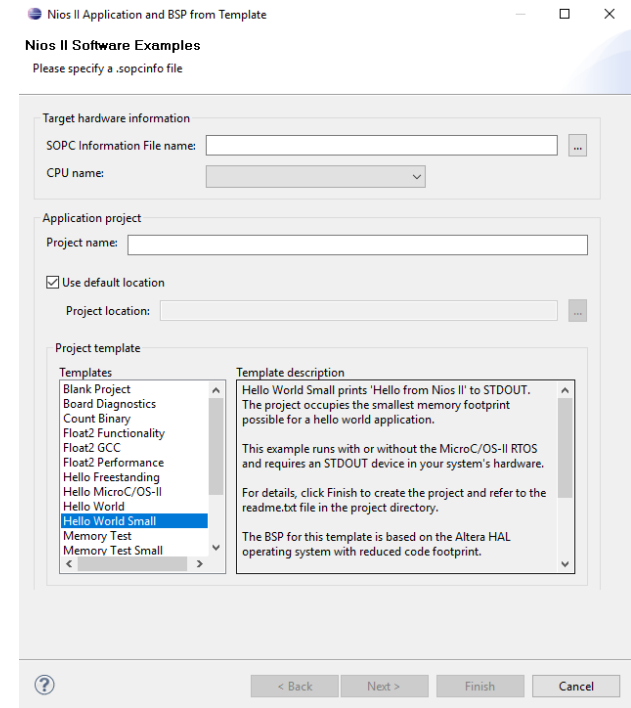 Nios II Application and BSP from Template
Nios II Software Examples
Please specify a .sopcinfo file
Target hardware information
SOPC Information File name:
...
CPU name:
Application project
Project name:
Use default location
Project location:
...
Project template
Templates
Blank Project
Board Diagnostics
Count Binary
Float2 Functionality
Float2 GCC
Float2 Performance
Hello Freestanding
Hello MicroC/OS-II
Hello World
Hello World Small
Memory Test
Memory Test Small
Template description
Hello World Small prints 'Hello from Nios II' to STDOUT.
The project occupies the smallest memory footprint
possible for a hello world application.
This example runs with or without the MicroC/OS-II RTOS
and requires an STDOUT device in your system's hardware.
For details, click Finish to create the project and refer to the
readme.txt file in the project directory.
The BSP for this template is based on the Altera HAL
operating system with reduced code footprint.
?
< Back
Next >
Finish
Cancel